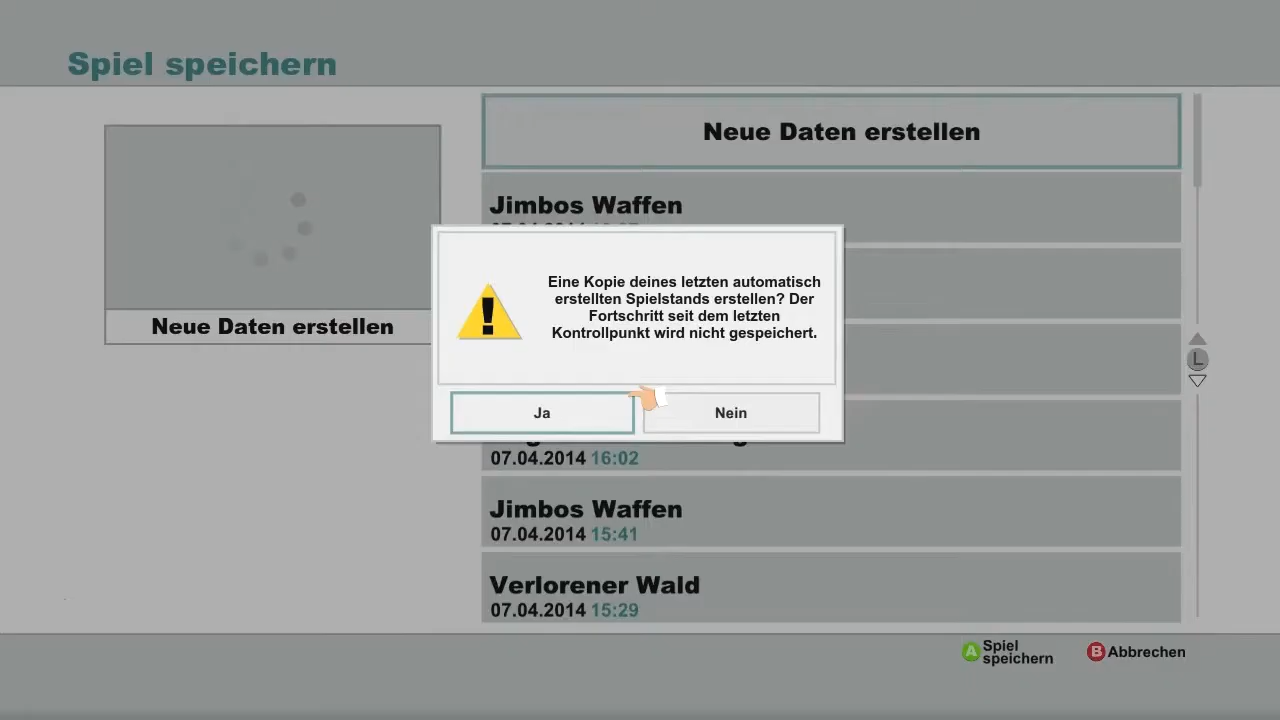 Spiel speichern
Neue Daten erstellen
Jimbos Waffen
Neue Daten erstellen
Eine Kopie deines letzten automatisch
erstellten Spielstands erstellen? Der
Fortschritt seit dem letzten
Kontrollpunkt wird nicht gespeichert.
Ja
Nein
L
07.04.2014 16:02
Jimbos Waffen
07.04.2014 15:41
Verlorener Wald
07.04.2014 15:29
A Spiel
speichern
B Abbrechen